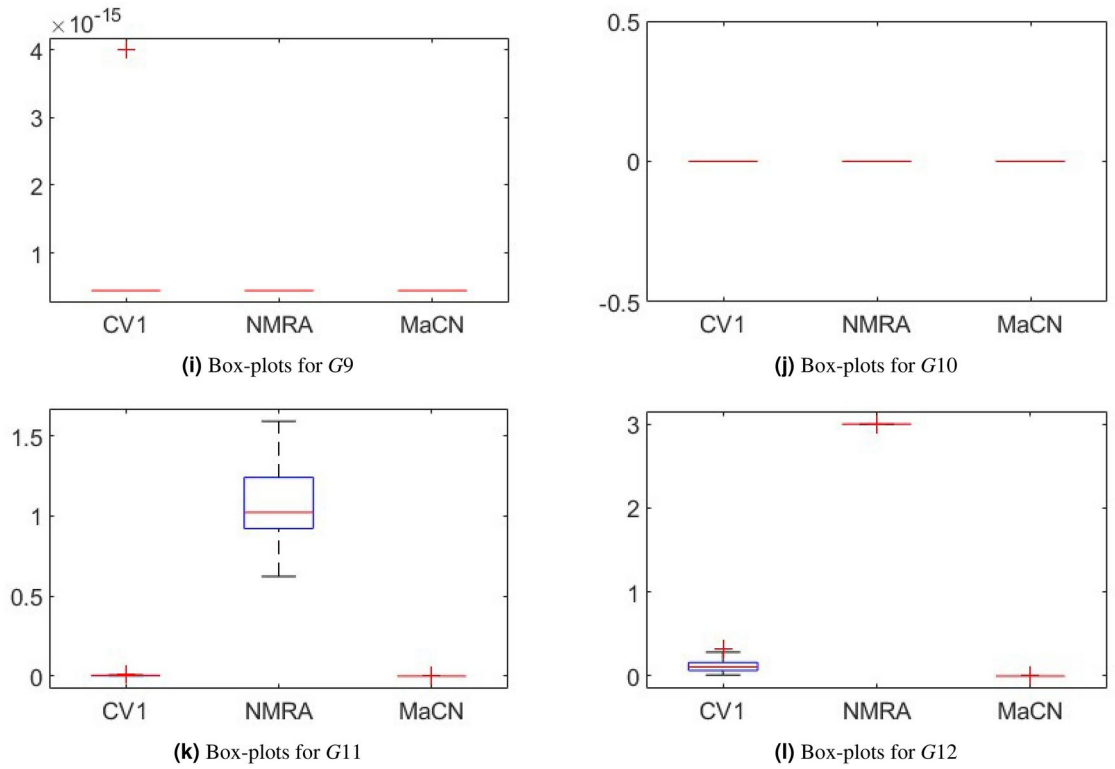 ×10⁻¹⁵
4
3
2
1
CV1 NMRA MaCN
(i) Box-plots for G9
0.5
0
-0.5
CV1 NMRA MaCN
(j) Box-plots for G10
1.5
1
0.5
0
CV1 NMRA MaCN
(k) Box-plots for G11
3
2
1
0
CV1 NMRA MaCN
(l) Box-plots for G12